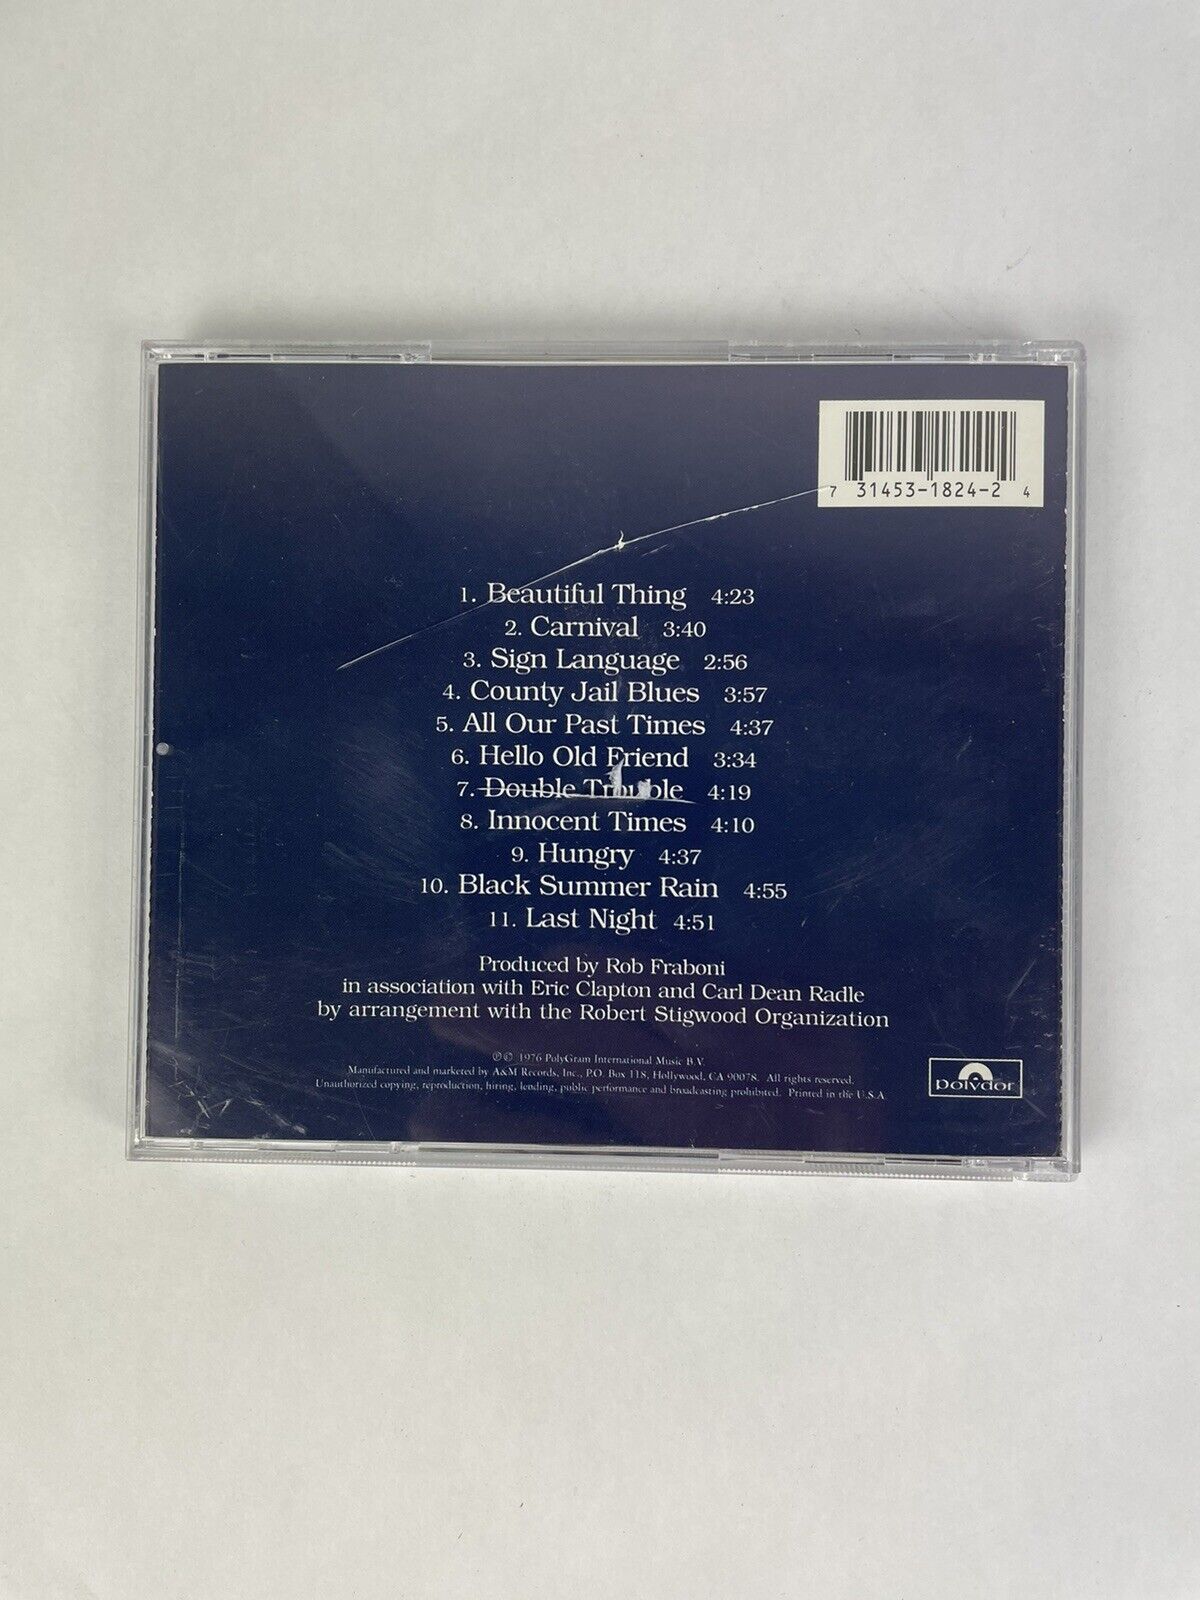 7 31453-1824-2 4
1. Beautiful Thing 4:23
2. Carnival 3:40
3. Sign Language 2:56
4. County Jail Blues 3:57
5. All Our Past Times 4:37
6. Hello Old Friend 3:34
7. Double Trouble 4:19
8. Innocent Times 4:10
9. Hungry 4:37
10. Black Summer Rain 4:55
11. Last Night 4:51
Produced by Rob Fraboni
in association with Eric Clapton and Carl Dean Radle
by arrangement with the Robert Stigwood Organization
℗© 1976 PolyGram International Music B.V.
Manufactured and marketed by A&M Records, Inc., P.O. Box 118, Hollywood, CA 90078. All rights reserved.
Unauthorized copying, reproduction, hiring, lending, public performance and broadcasting prohibited. Printed in the U.S.A
polydor